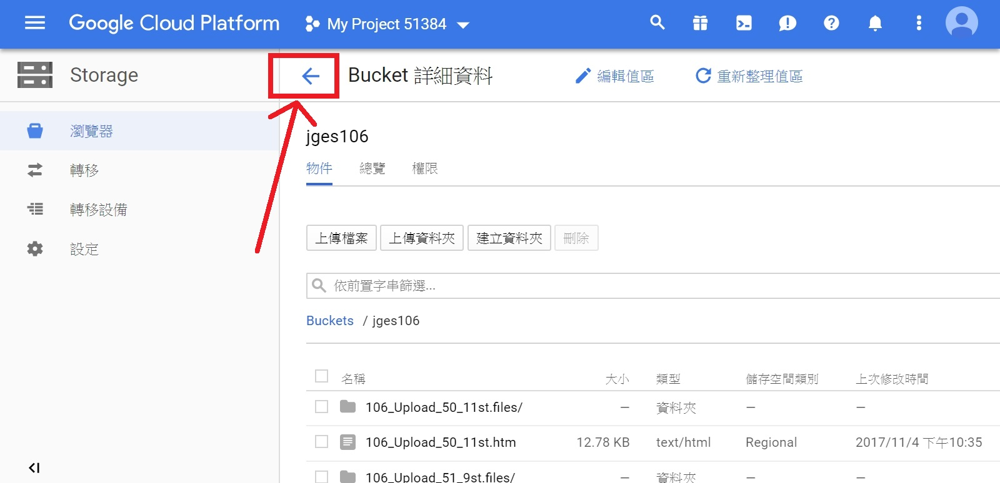 Google Cloud Platform My Project 51384
Storage
Bucket 詳細資料 編輯值區 重新整理值區
瀏覽器
轉移
轉移設備
設定
jges106
物件 總覽 權限
上傳檔案 上傳資料夾 建立資料夾 刪除
依前置字串篩選...
Buckets / jges106
名稱 大小 類型 儲存空間類別 上次修改時間
106_Upload_50_11st.files/ — 資料夾 — —
106_Upload_50_11st.htm 12.78 KB text/html Regional 2017/11/4 下午10:35
106_Upload_51_9st.files/ — 資料夾 — —